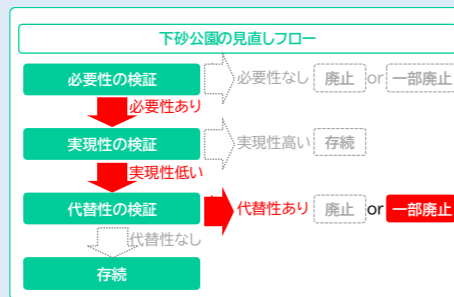 下砂公園の見直しフロー
必要性の検証 必要性なし 廃止 or 一部廃止
必要性あり
実現性の検証 実現性高い 存続
実現性低い
代替性の検証 代替性あり 廃止 or 一部廃止
代替性なし
存続